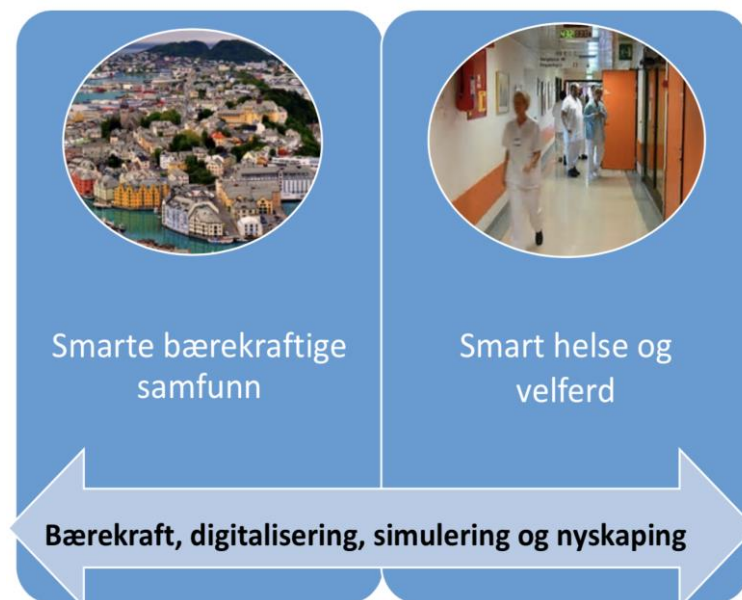 Smarte bærekraftige
samfunn
Smart helse og
velferd
Bærekraft, digitalisering, simulering og nyskaping